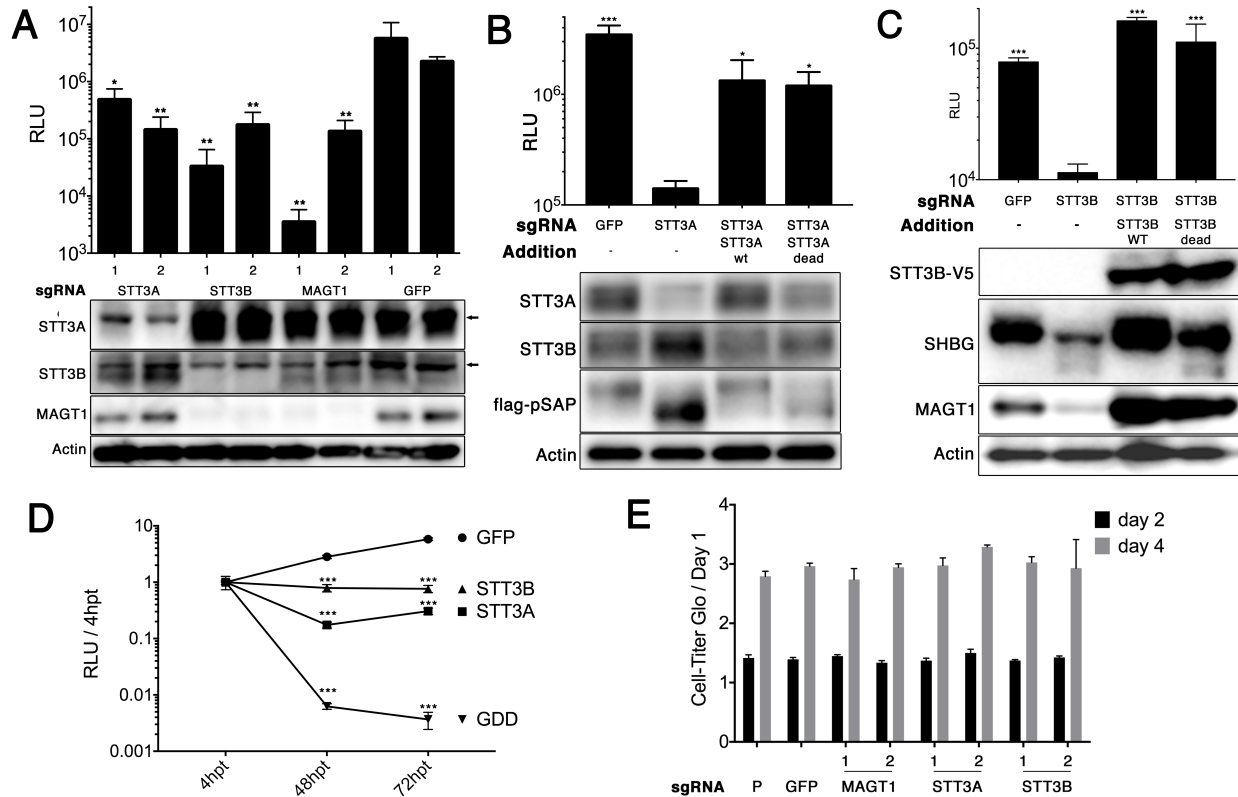 A
10^7
10^6
10^5
10^4
10^3
RLU
* ** ** ** ** **
1 2 1 2 1 2 1 2
sgRNA STT3A STT3B MAGT1 GFP
STT3A
STT3B
MAGT1
Actin
B
10^6
10^5
RLU
*** * *
sgRNA GFP STT3A STT3A STT3A
Addition - - STT3A STT3A
wt dead
STT3A
STT3B
flag-pSAP
Actin
C
10^5
10^4
RLU
*** *** ***
sgRNA GFP STT3B STT3B STT3B
Addition - - STT3B STT3B
WT dead
STT3B-V5
SHBG
MAGT1
Actin
D
10
1
0.1
0.01
0.001
RLU / 4hpt
GFP
STT3B
STT3A
GDD
*** ***
*** ***
*** ***
4hpt 48hpt 72hpt
E
4
3
2
1
0
Cell-Titer Glo / Day 1
day 2
day 4
1 2 1 2 1 2
sgRNA P GFP MAGT1 STT3A STT3B